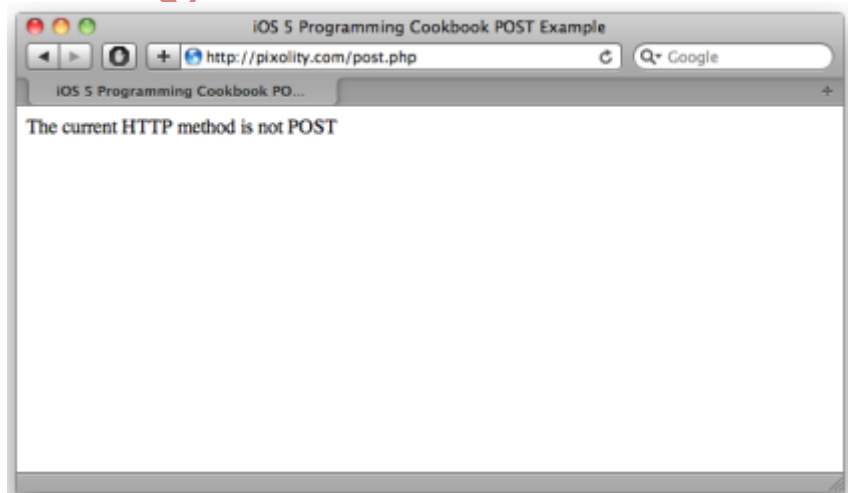 iOS 5 Programming Cookbook POST Example
http://pixolity.com/post.php
Google
iOS 5 Programming Cookbook PO...
The current HTTP method is not POST